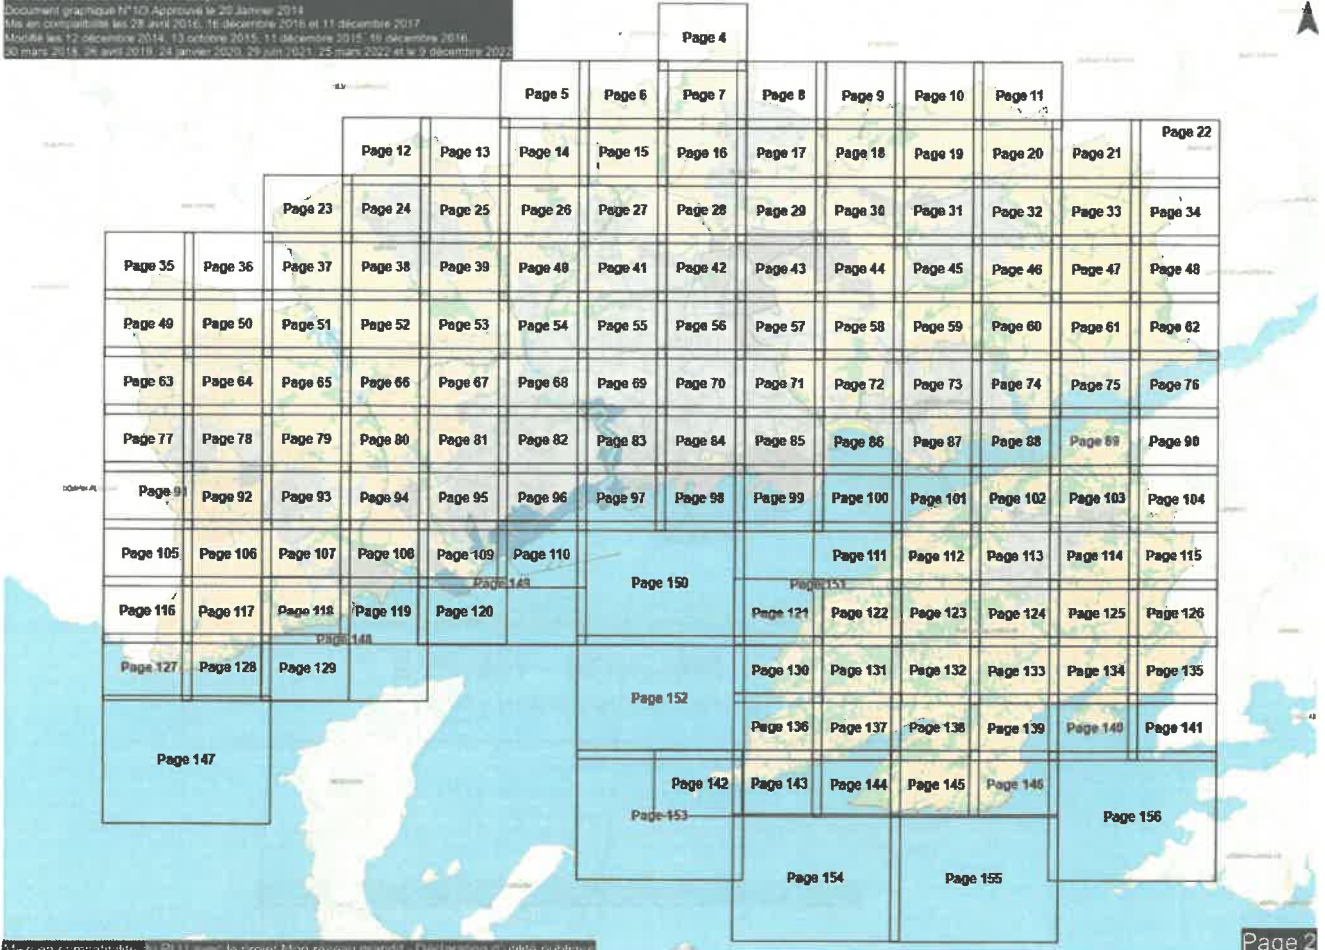 Document graphique N°1/3 Approuvé le 20 Janvier 2014
Mis en compatibilité les 28 avril 2016, 16 décembre 2016 et 11 décembre 2017
Modifié les 12 décembre 2014, 13 octobre 2015, 11 décembre 2015, 19 décembre 2016,
30 mars 2018, 26 avril 2019, 24 janvier 2020, 29 juin 2021, 25 mars 2022 et le 9 décembre 2022
Page 4
Page 5 Page 6 Page 7 Page 8 Page 9 Page 10 Page 11
Page 12 Page 13 Page 14 Page 15 Page 16 Page 17 Page 18 Page 19 Page 20 Page 21 Page 22
Page 23 Page 24 Page 25 Page 26 Page 27 Page 28 Page 29 Page 30 Page 31 Page 32 Page 33 Page 34
Page 35 Page 36 Page 37 Page 38 Page 39 Page 40 Page 41 Page 42 Page 43 Page 44 Page 45 Page 46 Page 47 Page 48
Page 49 Page 50 Page 51 Page 52 Page 53 Page 54 Page 55 Page 56 Page 57 Page 58 Page 59 Page 60 Page 61 Page 62
Page 63 Page 64 Page 65 Page 66 Page 67 Page 68 Page 69 Page 70 Page 71 Page 72 Page 73 Page 74 Page 75 Page 76
Page 77 Page 78 Page 79 Page 80 Page 81 Page 82 Page 83 Page 84 Page 85 Page 86 Page 87 Page 88 Page 89 Page 90
Page 91 Page 92 Page 93 Page 94 Page 95 Page 96 Page 97 Page 98 Page 99 Page 100 Page 101 Page 102 Page 103 Page 104
Page 105 Page 106 Page 107 Page 108 Page 109 Page 110 Page 111 Page 112 Page 113 Page 114 Page 115
Page 149 Page 150 Page 151
Page 116 Page 117 Page 118 Page 119 Page 120 Page 121 Page 122 Page 123 Page 124 Page 125 Page 126
Page 148
Page 127 Page 128 Page 129 Page 130 Page 131 Page 132 Page 133 Page 134 Page 135
Page 152
Page 136 Page 137 Page 138 Page 139 Page 140 Page 141
Page 147
Page 142 Page 143 Page 144 Page 145 Page 146
Page 153 Page 156
Page 154 Page 155
Mise en compatibilité du PLU avec le projet Mon réseau grandit - Déclaration d'utilité publique
Page 2